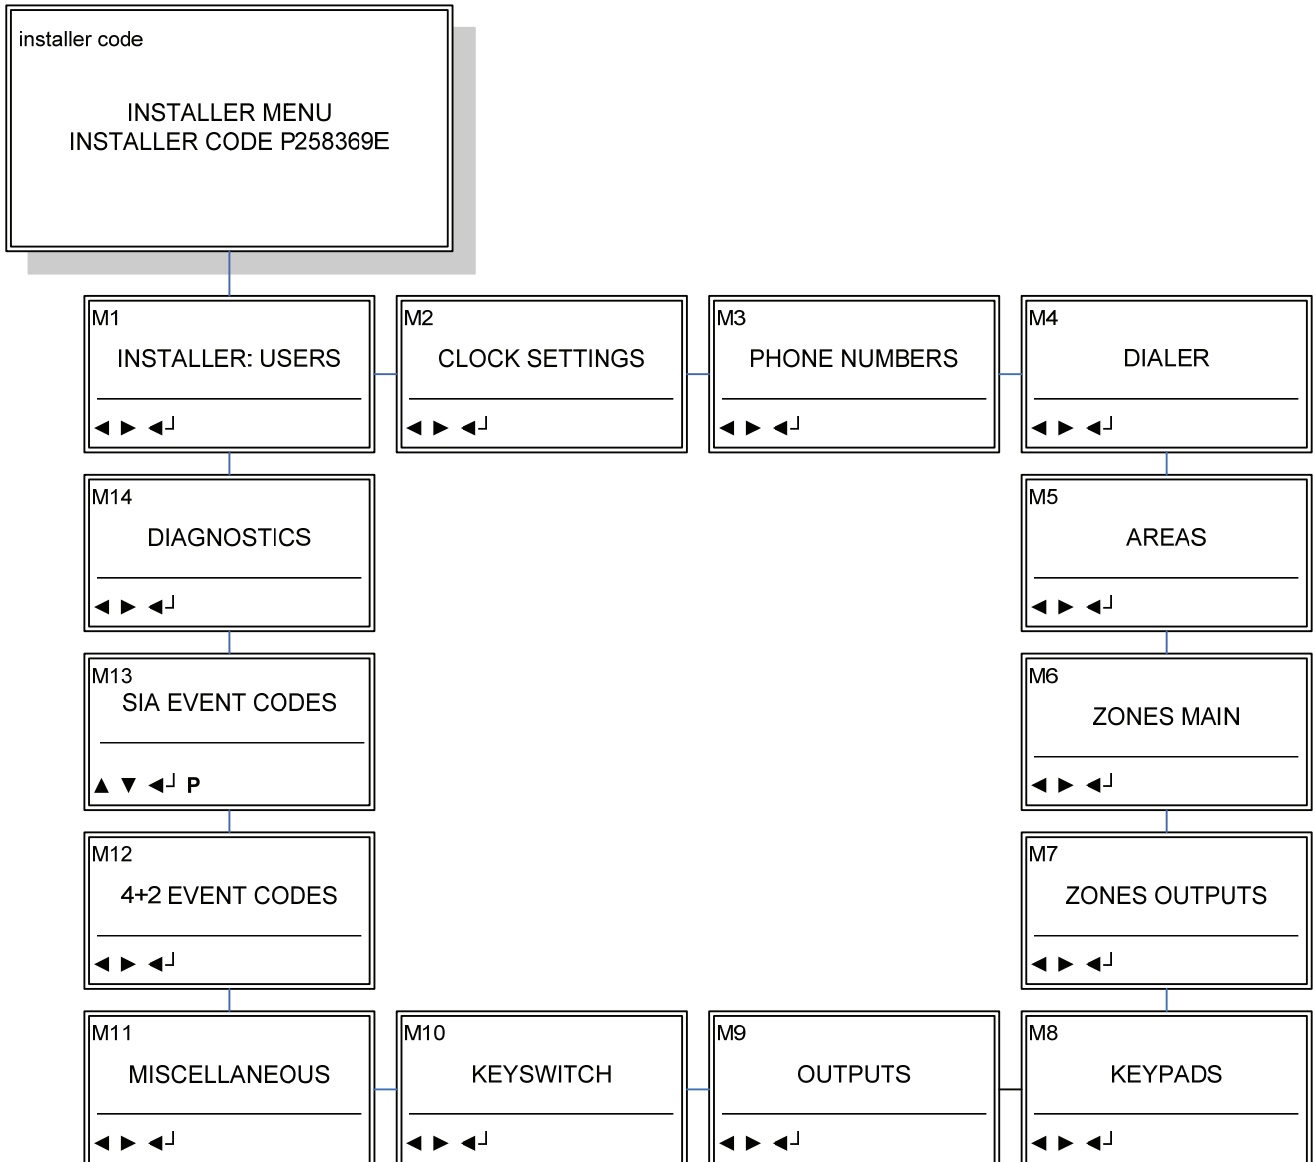 installer code
INSTALLER MENU
INSTALLER CODE P258369E
M1
INSTALLER: USERS
◄ ► ◄┘
M2
CLOCK SETTINGS
◄ ► ◄┘
M3
PHONE NUMBERS
◄ ► ◄┘
M4
DIALER
◄ ► ◄┘
M14
DIAGNOSTICS
◄ ► ◄┘
M5
AREAS
◄ ► ◄┘
M13
SIA EVENT CODES
▲ ▼ ◄┘ P
M6
ZONES MAIN
◄ ► ◄┘
M12
4+2 EVENT CODES
◄ ► ◄┘
M7
ZONES OUTPUTS
◄ ► ◄┘
M11
MISCELLANEOUS
◄ ► ◄┘
M10
KEYSWITCH
◄ ► ◄┘
M9
OUTPUTS
◄ ► ◄┘
M8
KEYPADS
◄ ► ◄┘